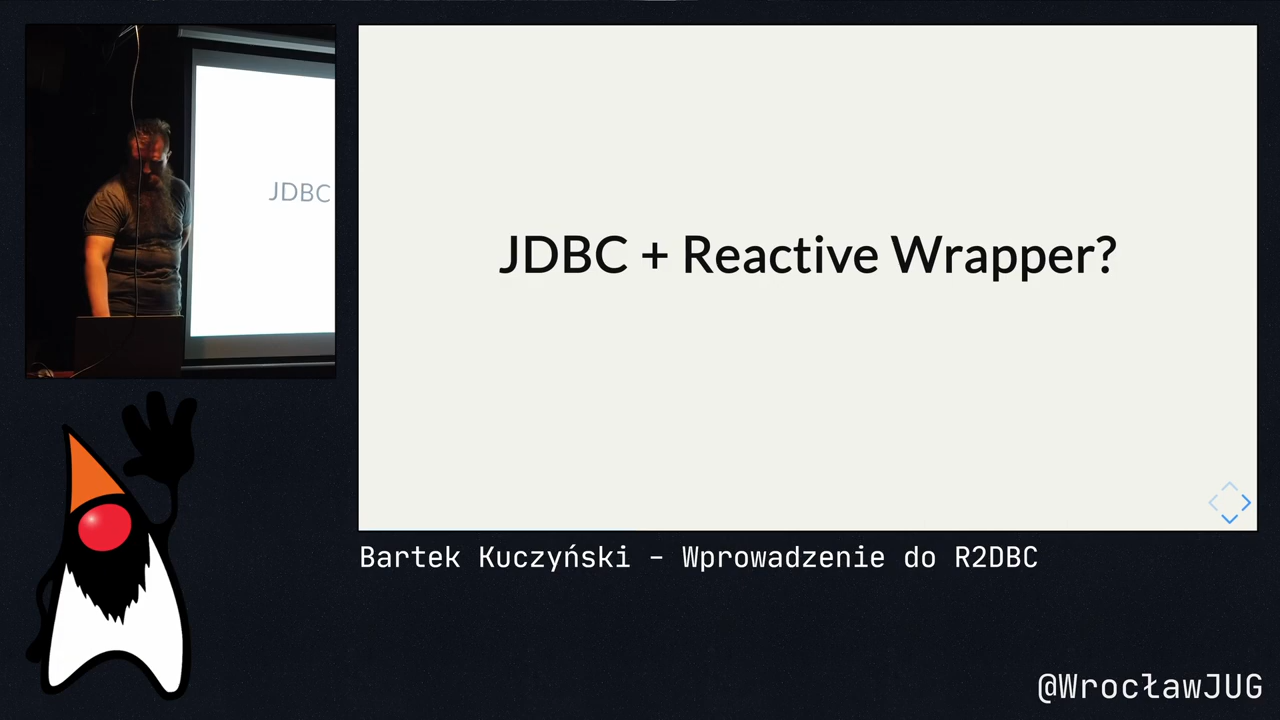 JDBC
JDBC + Reactive Wrapper?
Bartek Kuczyński – Wprowadzenie do R2DBC
@WrocławJUG